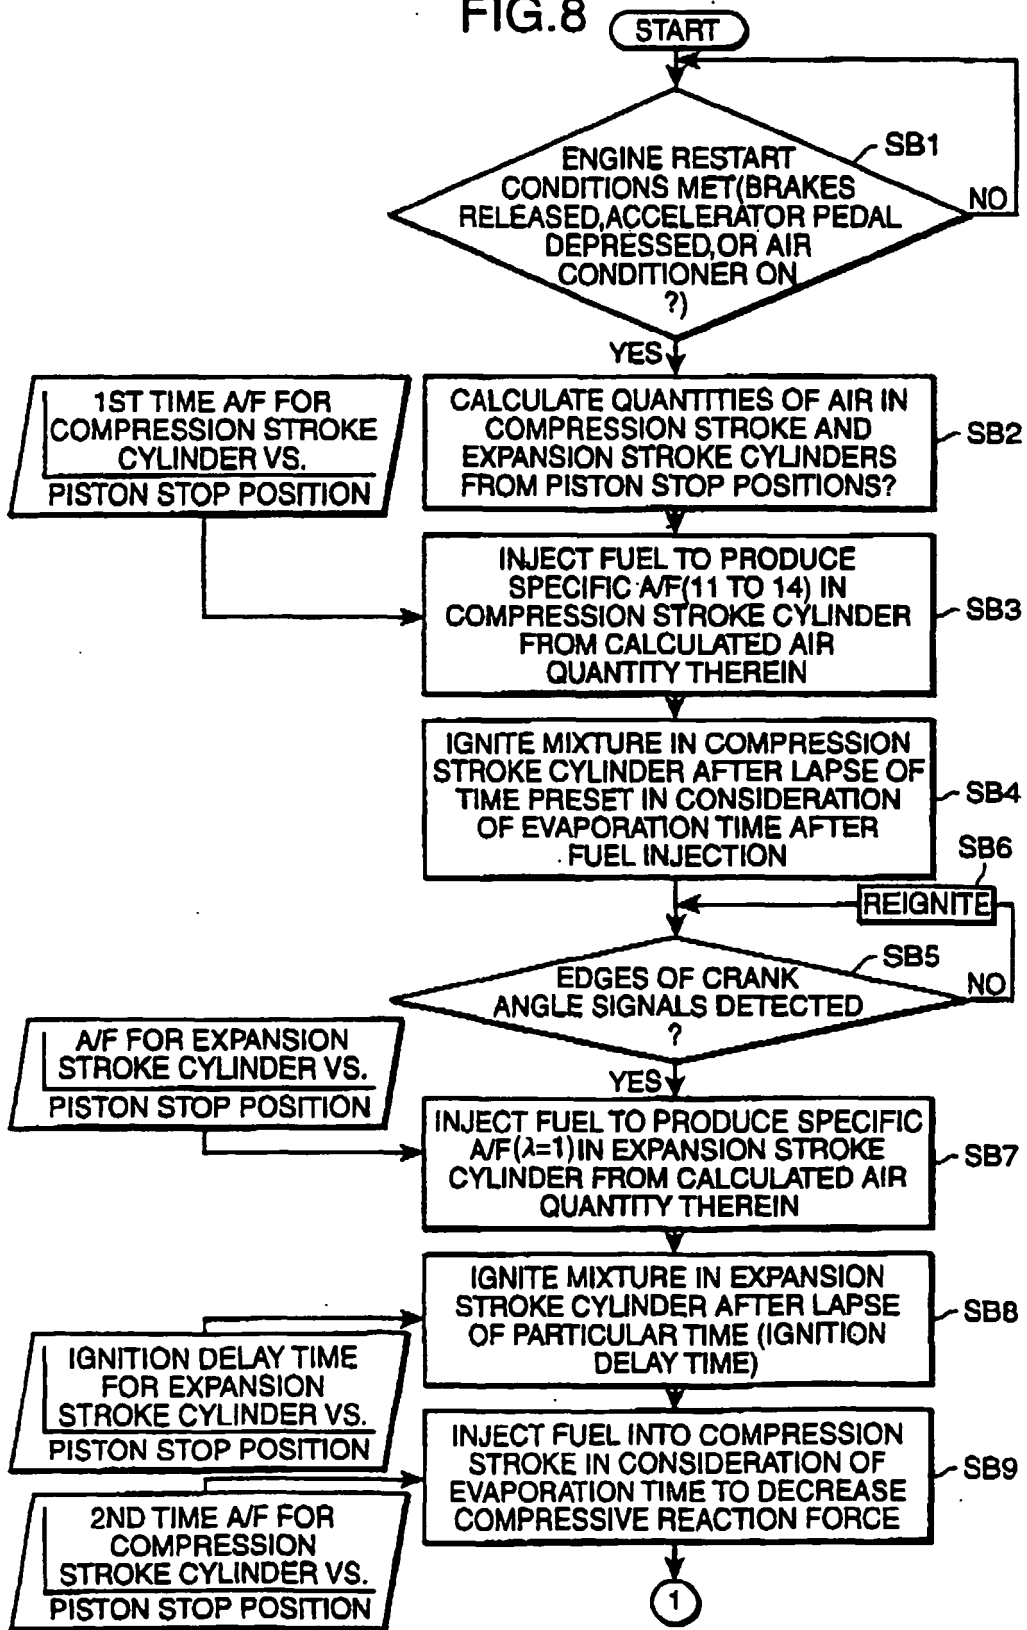 FIG.8
START
ENGINE RESTART
CONDITIONS MET(BRAKES
RELEASED,ACCELERATOR PEDAL
DEPRESSED,OR AIR
CONDITIONER ON
?)
SB1
NO
YES
1ST TIME A/F FOR
COMPRESSION STROKE
CYLINDER VS.
PISTON STOP POSITION
CALCULATE QUANTITIES OF AIR IN
COMPRESSION STROKE AND
EXPANSION STROKE CYLINDERS
FROM PISTON STOP POSITIONS?
SB2
INJECT FUEL TO PRODUCE
SPECIFIC A/F(11 TO 14) IN
COMPRESSION STROKE CYLINDER
FROM CALCULATED AIR
QUANTITY THEREIN
SB3
IGNITE MIXTURE IN COMPRESSION
STROKE CYLINDER AFTER LAPSE OF
TIME PRESET IN CONSIDERATION
OF EVAPORATION TIME AFTER
FUEL INJECTION
SB4
SB6
REIGNITE
EDGES OF CRANK
ANGLE SIGNALS DETECTED
?
SB5
NO
YES
A/F FOR EXPANSION
STROKE CYLINDER VS.
PISTON STOP POSITION
INJECT FUEL TO PRODUCE SPECIFIC
A/F(λ=1)IN EXPANSION STROKE
CYLINDER FROM CALCULATED AIR
QUANTITY THEREIN
SB7
IGNITE MIXTURE IN EXPANSION
STROKE CYLINDER AFTER LAPSE
OF PARTICULAR TIME (IGNITION
DELAY TIME)
SB8
IGNITION DELAY TIME
FOR EXPANSION
STROKE CYLINDER VS.
PISTON STOP POSITION
INJECT FUEL INTO COMPRESSION
STROKE IN CONSIDERATION OF
EVAPORATION TIME TO DECREASE
COMPRESSIVE REACTION FORCE
SB9
2ND TIME A/F FOR
COMPRESSION
STROKE CYLINDER VS.
PISTON STOP POSITION
1